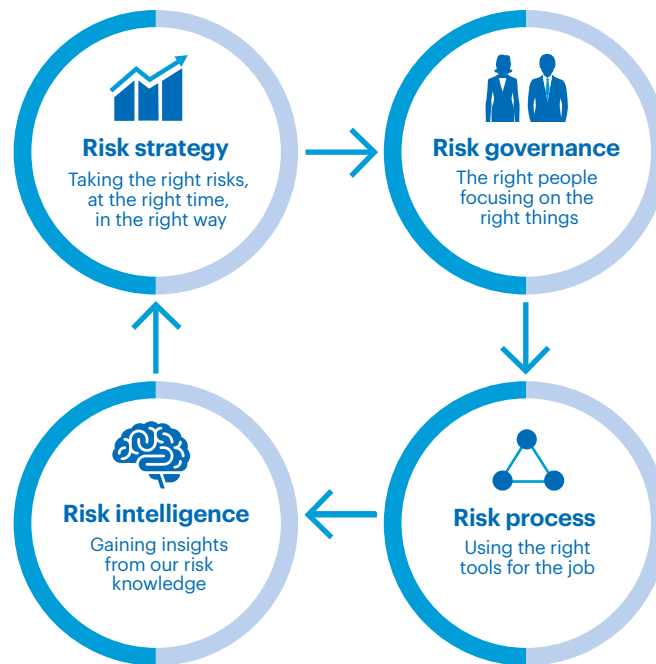 Risk strategy
Taking the right risks,
at the right time,
in the right way
Risk governance
The right people
focusing on the
right things
Risk intelligence
Gaining insights
from our risk
knowledge
Risk process
Using the right
tools for the job